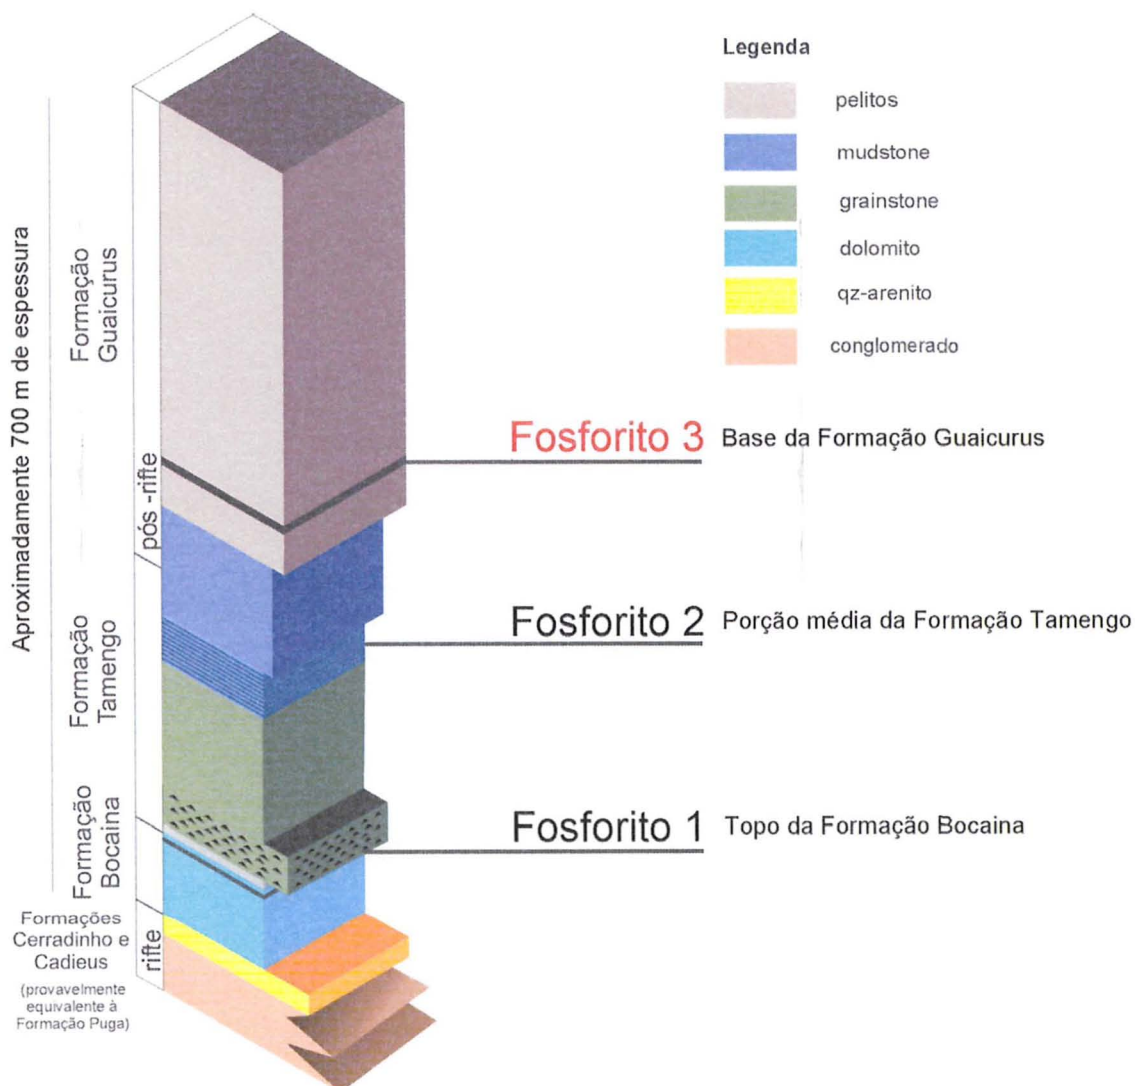 Legenda
pelitos
mudstone
grainstone
dolomito
qz-arenito
conglomerado
Aproximadamente 700 m de espessura
Formação
Guaicurus
pós -rifte
Fosforito 3 Base da Formação Guaicurus
Formação
Tamengo
Fosforito 2 Porção média da Formação Tamengo
Formação
Bocaina
Fosforito 1 Topo da Formação Bocaina
Formações
Cerradinho e
Cadieus
(provavelmente
equivalente à
Formação Puga)
rifte